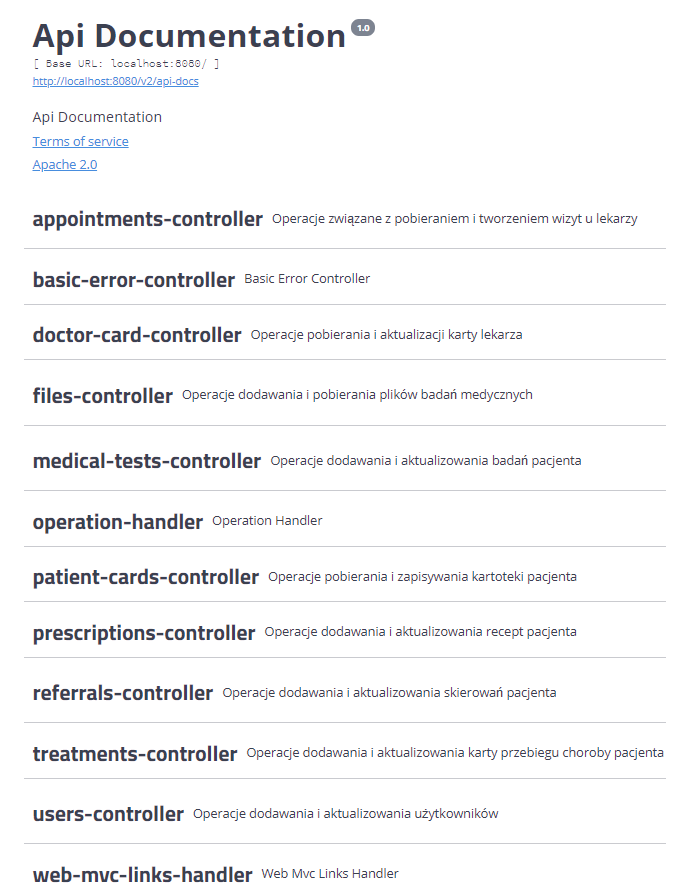 Api Documentation 1.0
[ Base URL: localhost:8080/ ]
http://localhost:8080/v2/api-docs
Api Documentation
Terms of service
Apache 2.0
appointments-controller Operacje związane z pobieraniem i tworzeniem wizyt u lekarzy
basic-error-controller Basic Error Controller
doctor-card-controller Operacje pobierania i aktualizacji karty lekarza
files-controller Operacje dodawania i pobierania plików badań medycznych
medical-tests-controller Operacje dodawania i aktualizowania badań pacjenta
operation-handler Operation Handler
patient-cards-controller Operacje pobierania i zapisywania kartoteki pacjenta
prescriptions-controller Operacje dodawania i aktualizowania recept pacjenta
referrals-controller Operacje dodawania i aktualizowania skierowań pacjenta
treatments-controller Operacje dodawania i aktualizowania karty przebiegu choroby pacjenta
users-controller Operacje dodawania i aktualizowania użytkowników
web-mvc-links-handler Web Mvc Links Handler